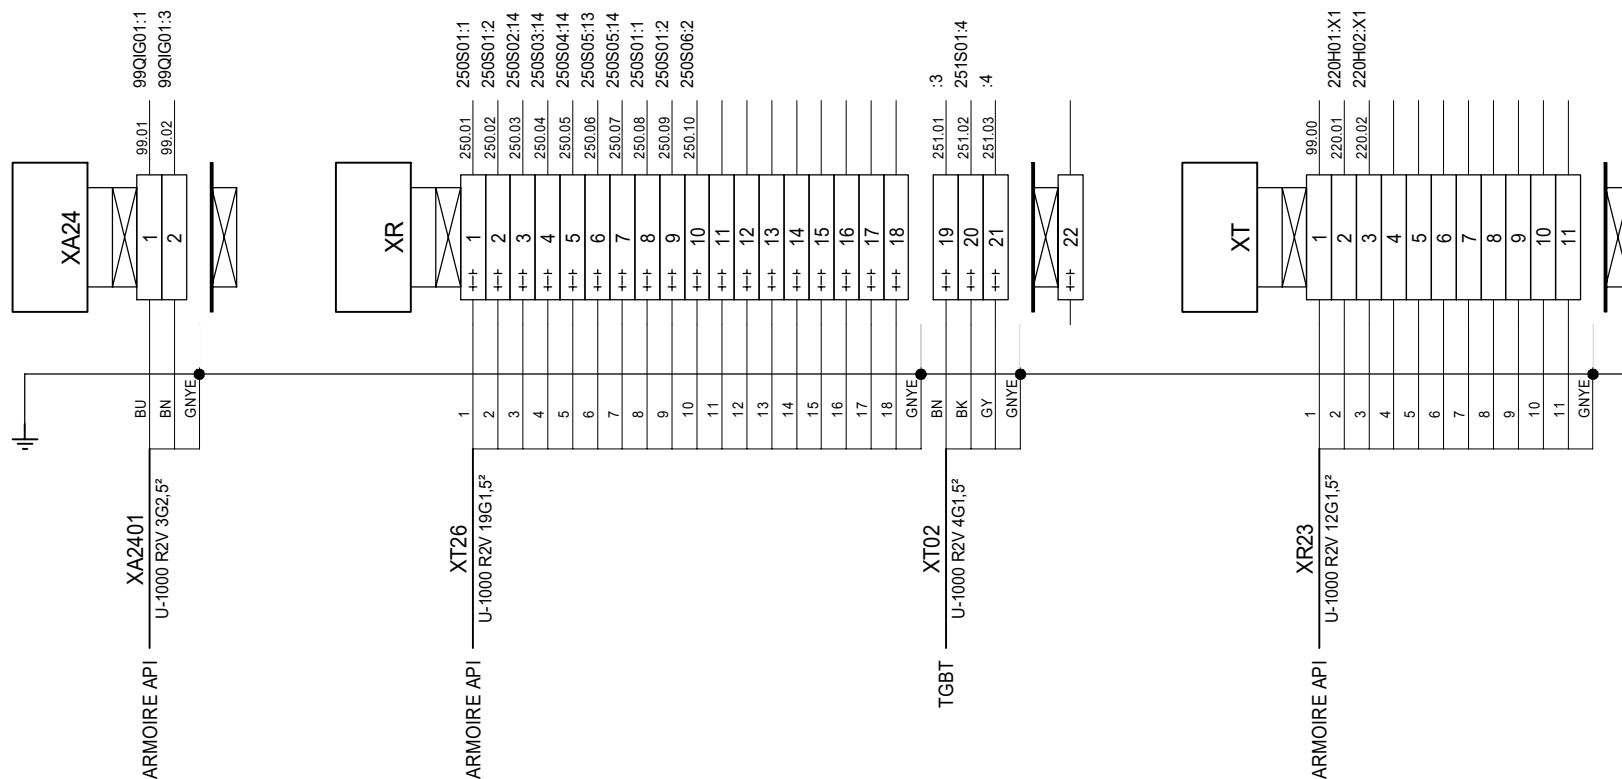 99QIG01:1
99QIG01:3
250S01:1
250S01:2
250S02:14
250S03:14
250S04:14
250S05:13
250S05:14
250S01:1
250S01:2
250S06:2
:3
251S01:4
:4
220H01:X1
220H02:X1
99.01
99.02
250.01
250.02
250.03
250.04
250.05
250.06
250.07
250.08
250.09
250.10
251.01
251.02
251.03
99.00
220.01
220.02
XA24
1
2
XR
1
2
3
4
5
6
7
8
9
10
11
12
13
14
15
16
17
18
19
20
21
22
XT
1
2
3
4
5
6
7
8
9
10
11
BU
BN
GNYE
1
2
3
4
5
6
7
8
9
10
11
12
13
14
15
16
17
18
GNYE
BN
BK
GY
GNYE
1
2
3
4
5
6
7
8
9
10
11
GNYE
XA2401
U-1000 R2V 3G2,5²
XT26
U-1000 R2V 19G1,5²
XT02
U-1000 R2V 4G1,5²
XR23
U-1000 R2V 12G1,5²
ARMOIRE API
ARMOIRE API
TGBT
ARMOIRE API